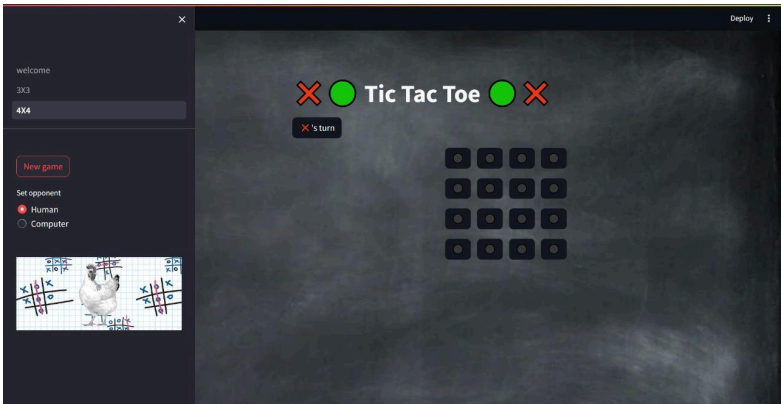 Deploy
welcome
3X3
4X4
New game
Set opponent
Human
Computer
Tic Tac Toe
's turn